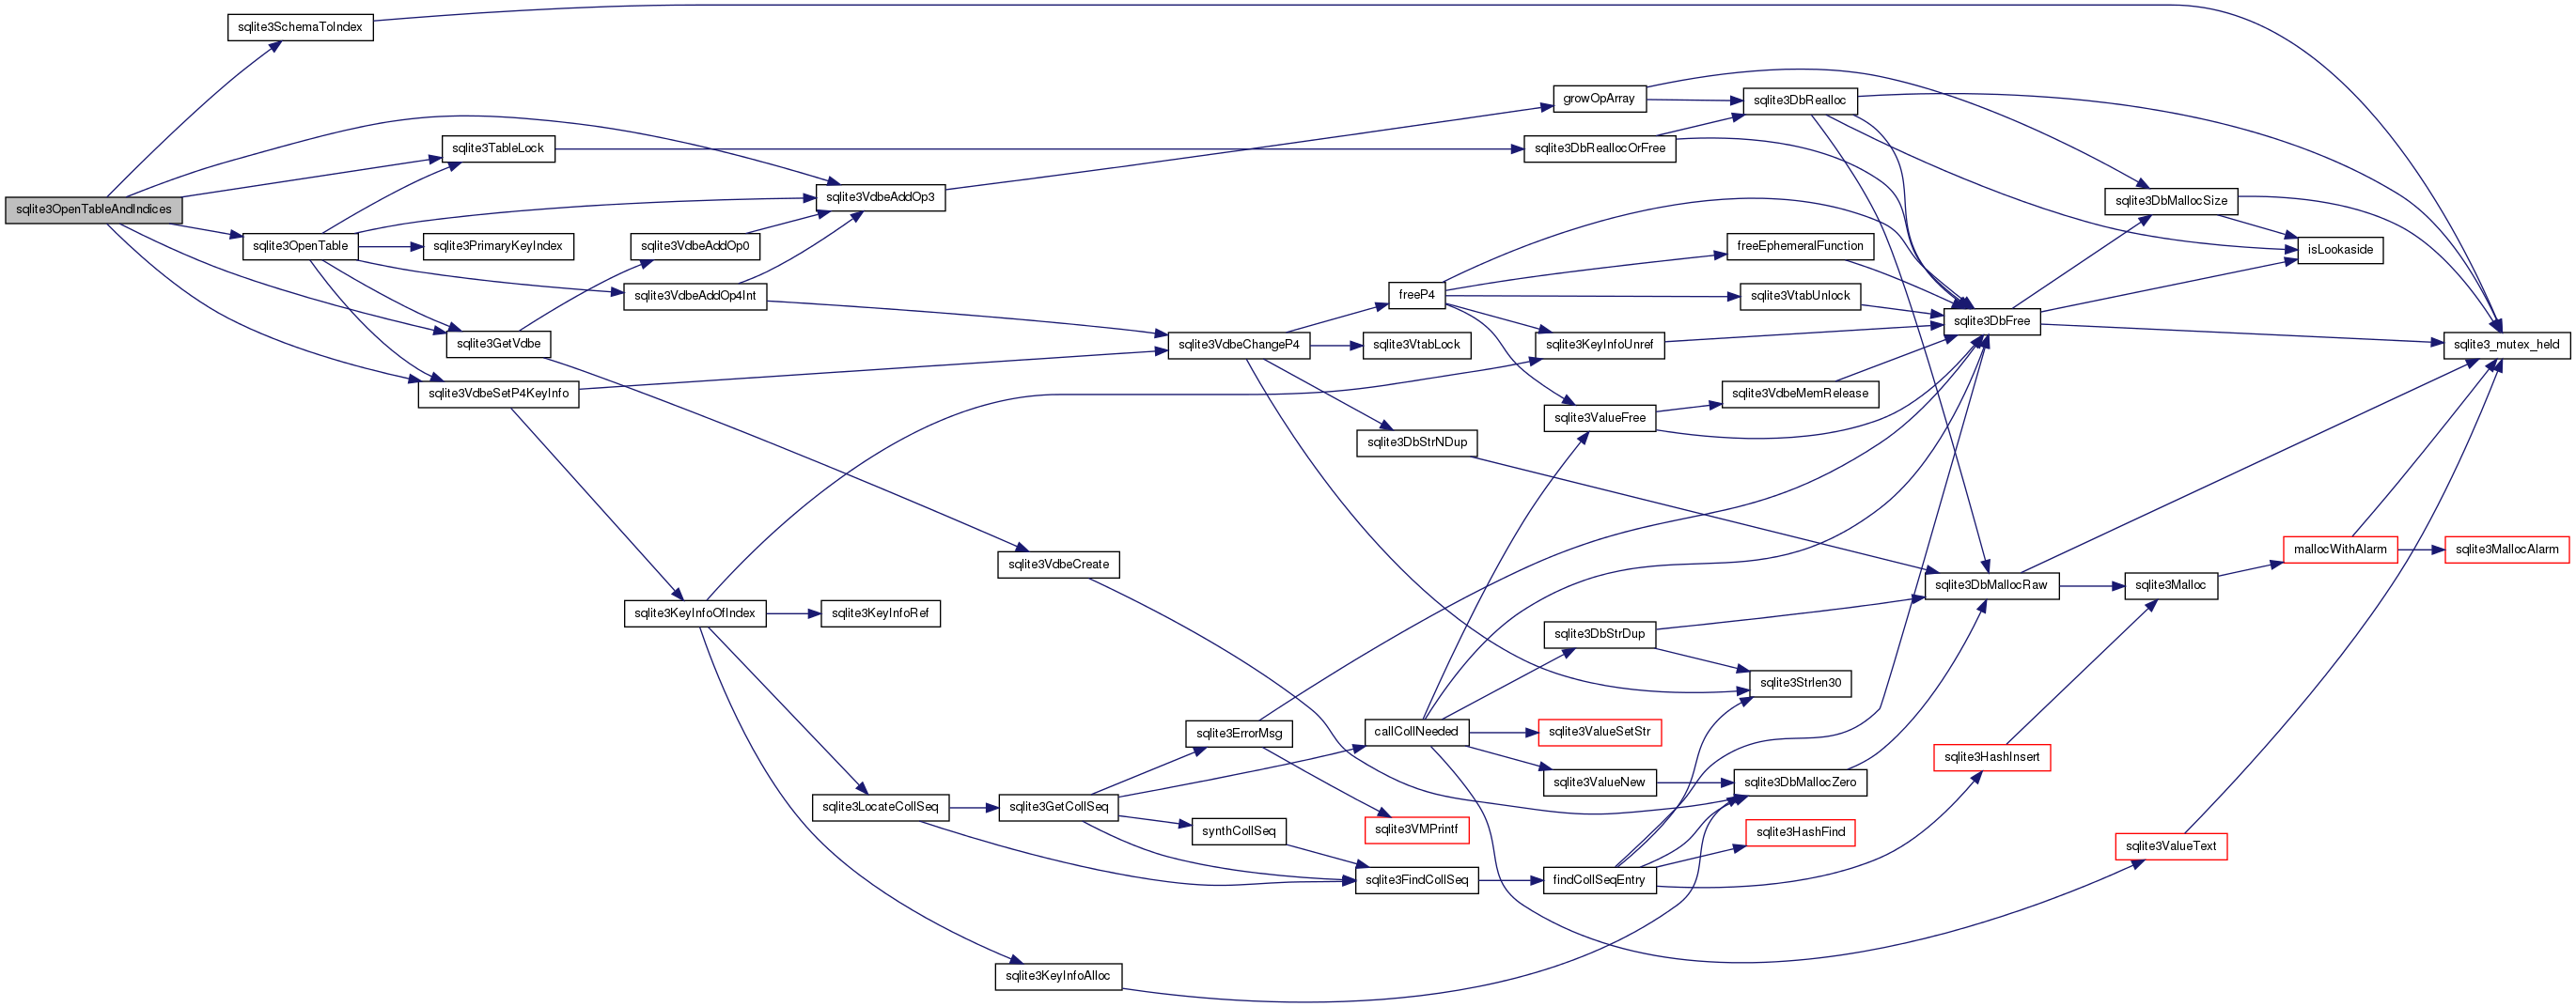 sqlite3SchemaToIndex
growOpArray
sqlite3DbRealloc
sqlite3TableLock
sqlite3DbReallocOrFree
sqlite3VdbeAddOp3
sqlite3DbMallocSize
sqlite3OpenTableAndIndices
sqlite3OpenTable
sqlite3PrimaryKeyIndex
sqlite3VdbeAddOp0
freeEphemeralFunction
isLookaside
sqlite3VdbeAddOp4Int
freeP4
sqlite3VtabUnlock
sqlite3DbFree
sqlite3GetVdbe
sqlite3VdbeChangeP4
sqlite3VtabLock
sqlite3KeyInfoUnref
sqlite3_mutex_held
sqlite3VdbeSetP4KeyInfo
sqlite3VdbeMemRelease
sqlite3ValueFree
sqlite3DbStrNDup
mallocWithAlarm
sqlite3MallocAlarm
sqlite3VdbeCreate
sqlite3DbMallocRaw
sqlite3Malloc
sqlite3KeyInfoOfIndex
sqlite3KeyInfoRef
sqlite3DbStrDup
sqlite3Strlen30
sqlite3ErrorMsg
callCollNeeded
sqlite3ValueSetStr
sqlite3HashInsert
sqlite3ValueNew
sqlite3DbMallocZero
sqlite3LocateCollSeq
sqlite3GetCollSeq
synthCollSeq
sqlite3VMPrintf
sqlite3HashFind
sqlite3ValueText
sqlite3FindCollSeq
findCollSeqEntry
sqlite3KeyInfoAlloc